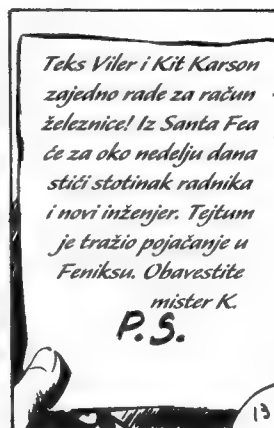 Teks Viler i Kit Karson
zajedno rade za račun
železnice! Iz Santa Fea
će za oko nedelju dana
stići stotinak radnika
i novi inženjer. Tejtum
je tražio pojačanje u
Feniksu. Obavestite
mister K.
P.S.
13